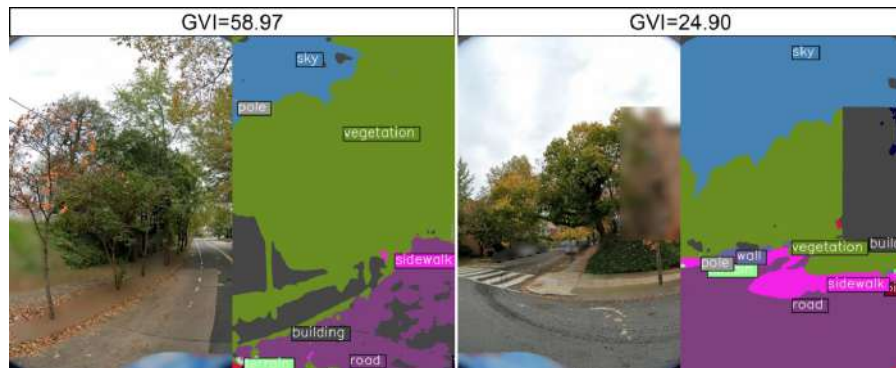 GVI=58.97
sky
pole
vegetation
sidewalk
building
road
GVI=24.90
sky
vegetation
wall
pole
sidewalk
road